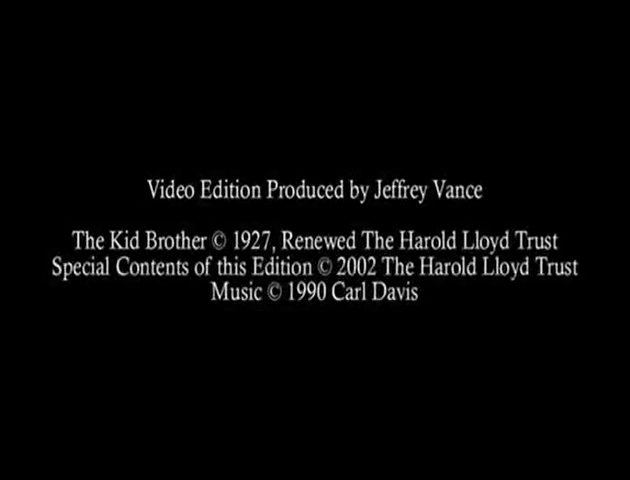 Video Edition Produced by Jeffrey Vance
The Kid Brother © 1927, Renewed The Harold Lloyd Trust
Special Contents of this Edition © 2002 The Harold Lloyd Trust
Music © 1990 Carl Davis